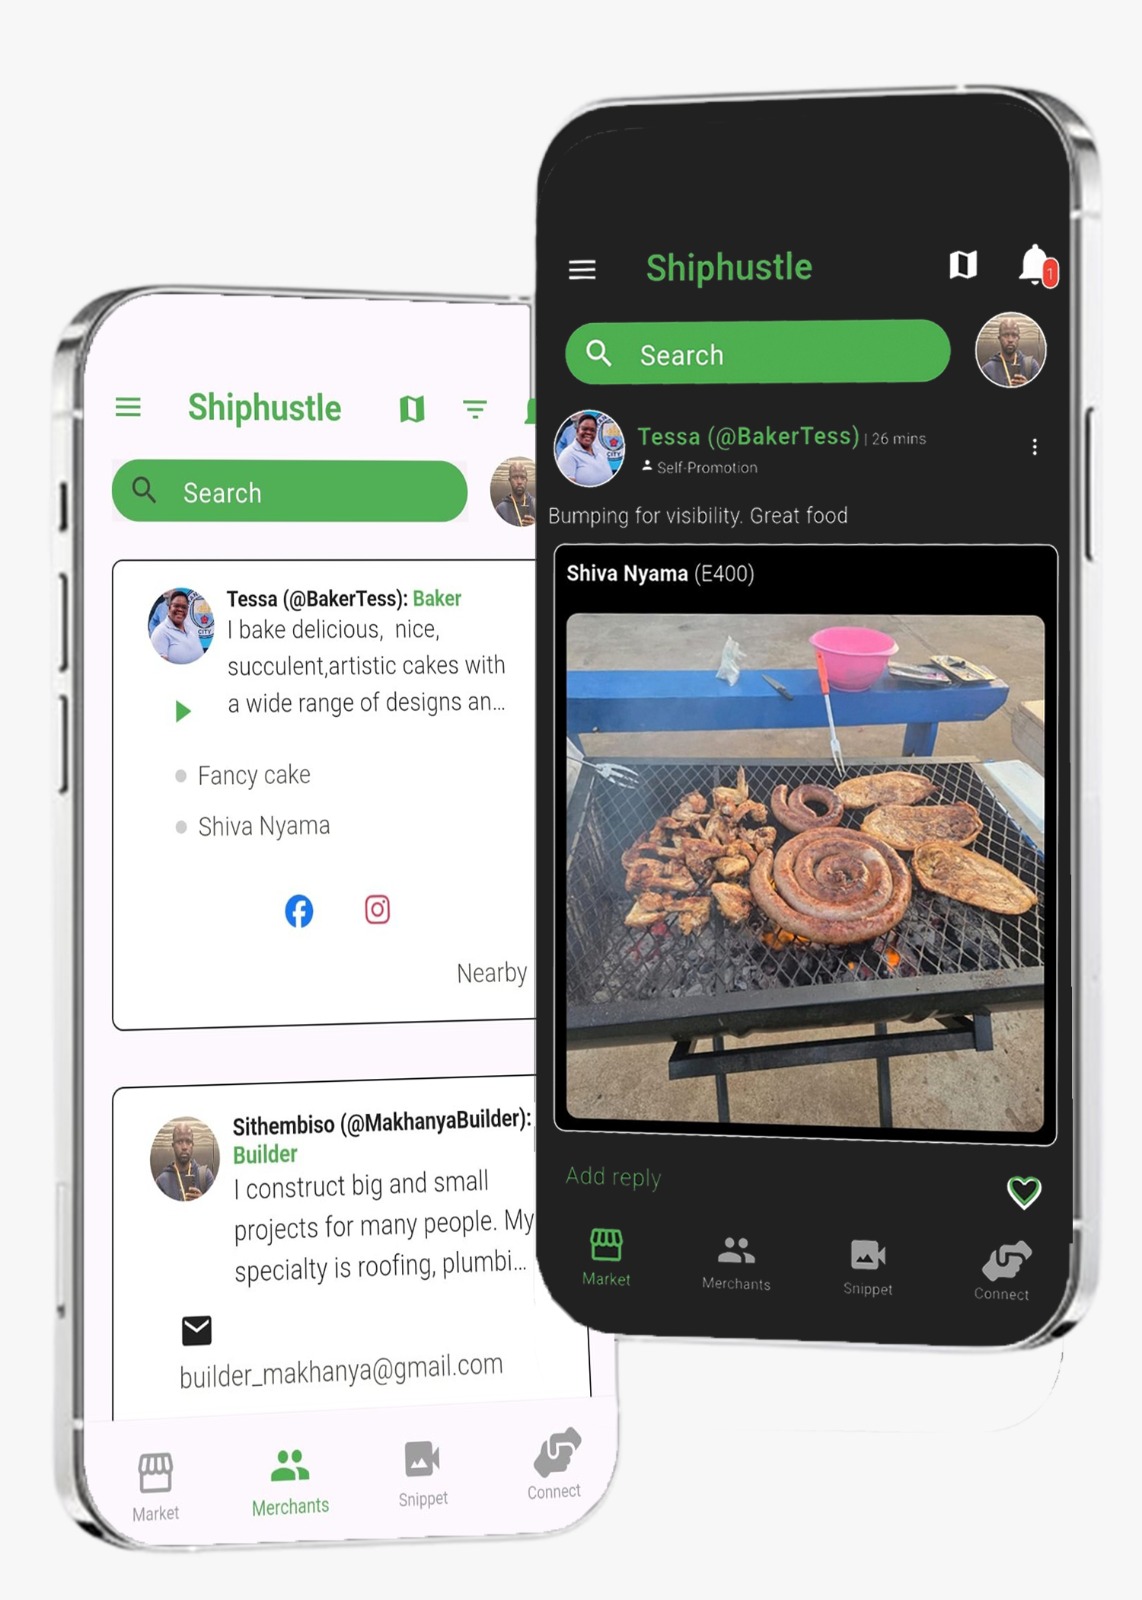 Shiphustle
Search
Tessa (@BakerTess): Baker
I bake delicious,  nice,
succulent,artistic cakes with
a wide range of designs an...
Fancy cake
Shiva Nyama
Nearby
Sithembiso (@MakhanyaBuilder):
Builder
I construct big and small
projects for many people. My
specialty is roofing, plumbi...
builder_makhanya@gmail.com
Market
Merchants
Snippet
Connect
Shiphustle
1
Search
Tessa (@BakerTess) | 26 mins
Self-Promotion
CITY
Bumping for visibility. Great food
Shiva Nyama (E400)
Add reply
Market
Merchants
Snippet
Connect